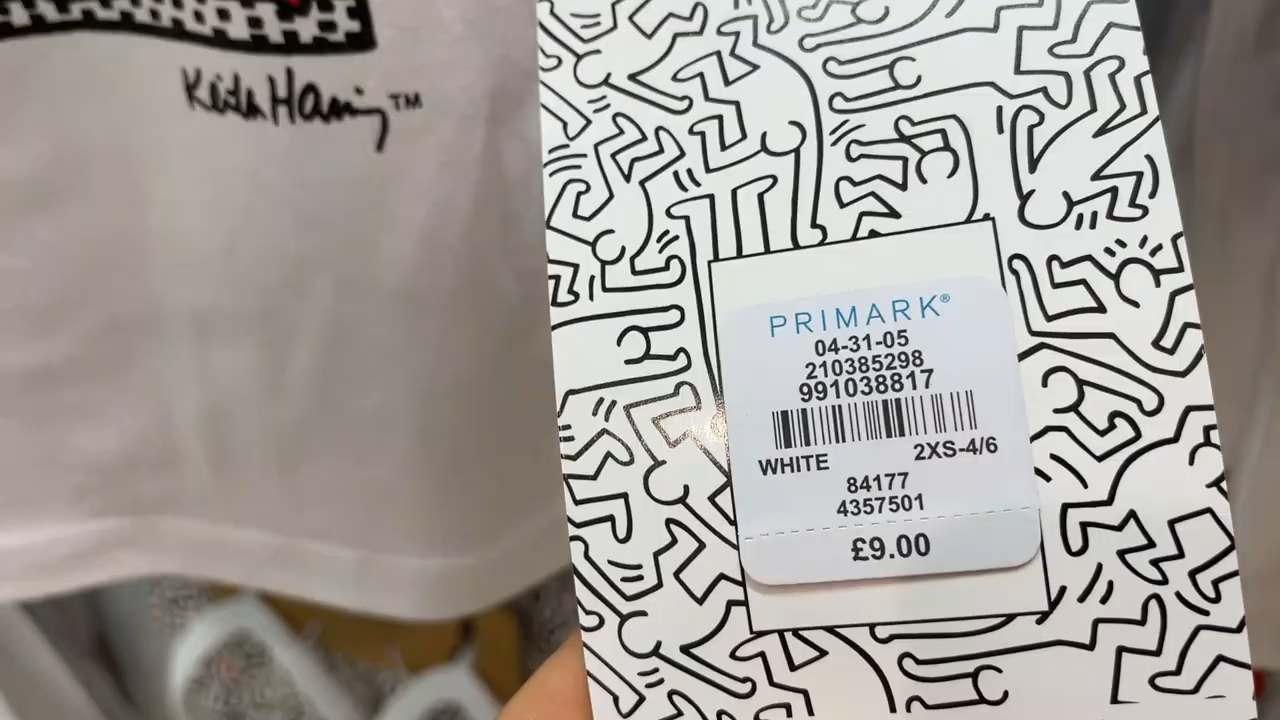 Keith Haring™
PRIMARK®
04-31-05
210385298
991038817
WHITE 2XS-4/6
84177
4357501
£9.00